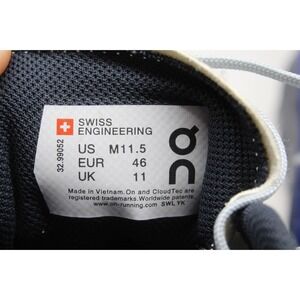 SWISS
ENGINEERING
US M11.5
EUR 46
UK 11
32.99052
Made in Vietnam.On and CloudTec are
registered trademarks.Worldwide patents.
www.on-running.com SWL YK
On